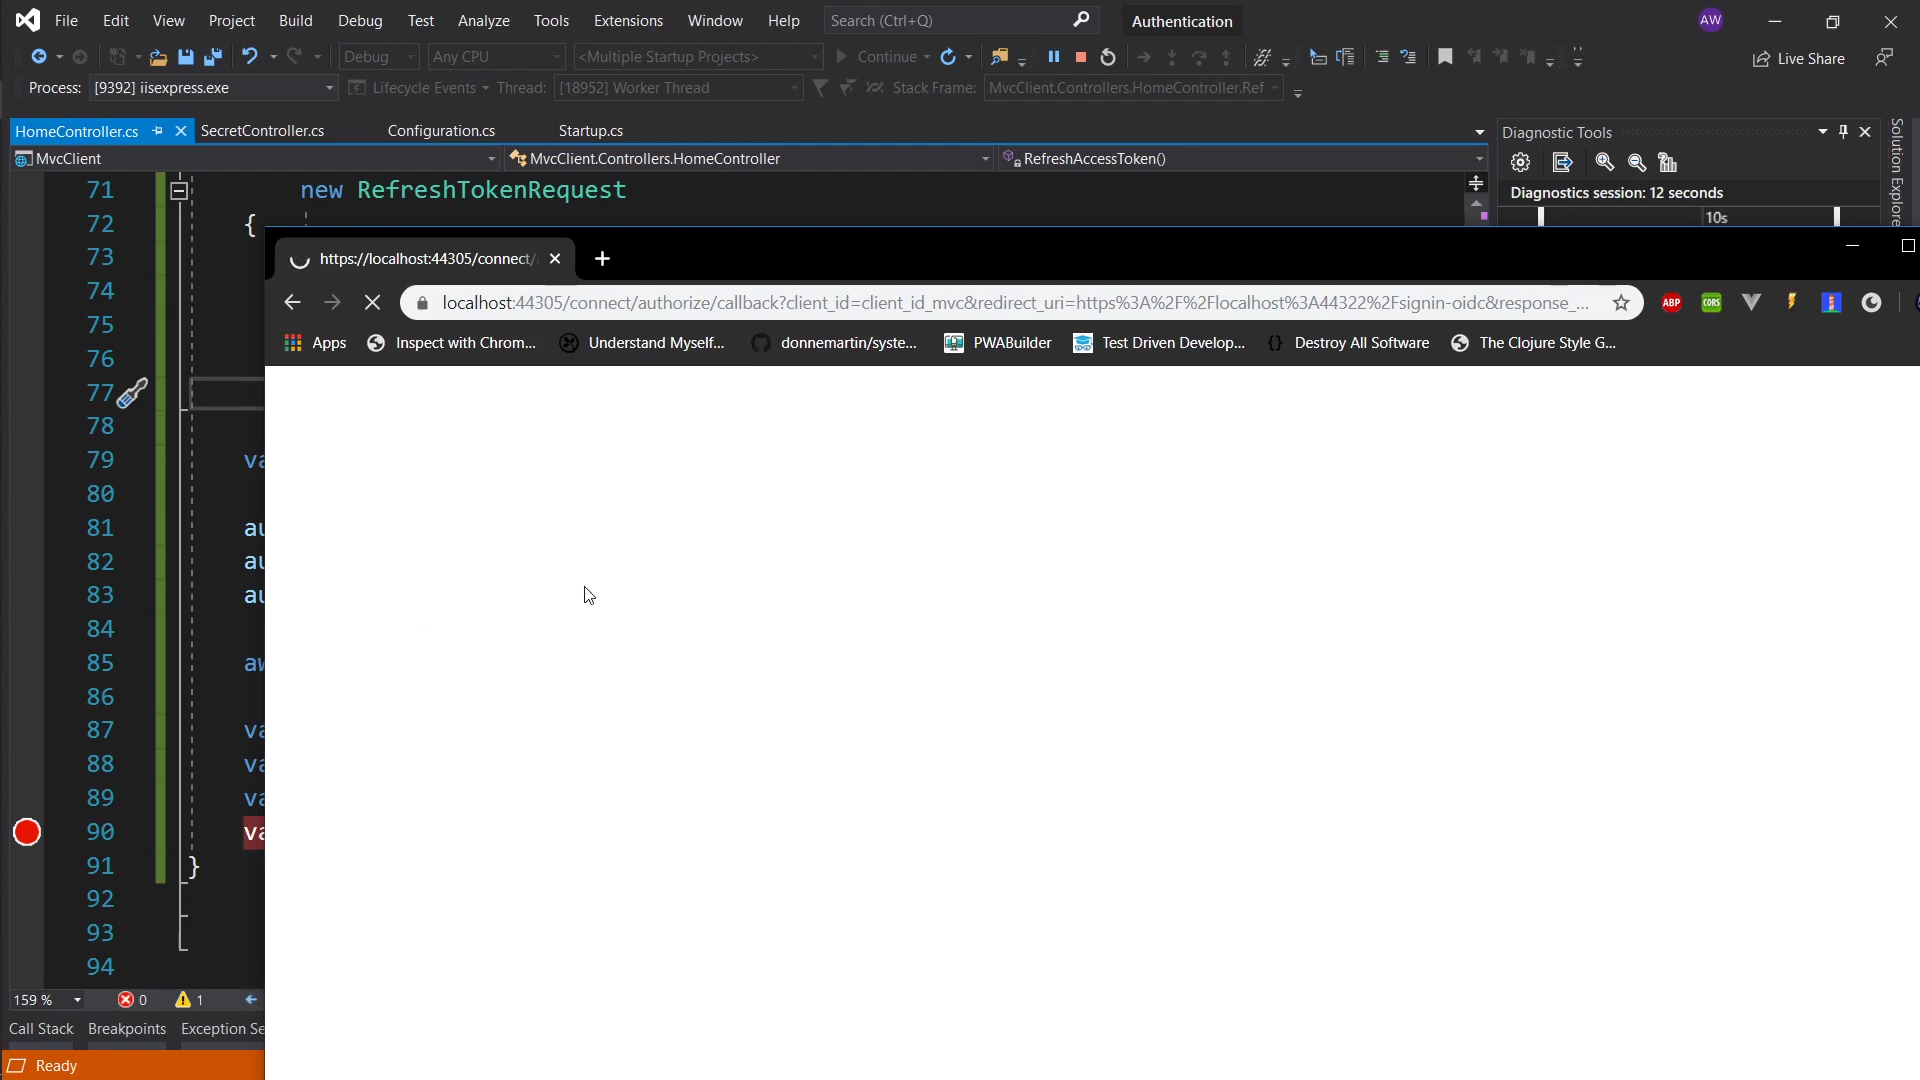 File Edit View Project Build Debug Test Analyze Tools Extensions Window Help Search (Ctrl+Q) Authentication AW
Debug Any CPU <Multiple Startup Projects> Continue Live Share
Process: [9392] iisexpress.exe Lifecycle Events Thread: [18952] Worker Thread Stack Frame: MvcClient.Controllers.HomeController.Ref
HomeController.cs SecretController.cs Configuration.cs Startup.cs Diagnostic Tools
MvcClient MvcClient.Controllers.HomeController RefreshAccessToken()
Solution Explore
71 new RefreshTokenRequest
Diagnostics session: 12 seconds
72 {
10s
73
https://localhost:44305/connect/
74
localhost:44305/connect/authorize/callback?client_id=client_id_mvc&redirect_uri=https%3A%2F%2Flocalhost%3A44322%2Fsignin-oidc&response_...
ABP CORS
75
Apps Inspect with Chrom... Understand Myself... donnemartin/syste... PWABuilder Test Driven Develop... Destroy All Software The Clojure Style G...
76
77
78
79 va
80
81 au
82 au
83 au
84
85 aw
86
87 va
88 va
89 va
90 va
91 }
92
93
94
159 % 0 1
Call Stack Breakpoints Exception Se
Ready